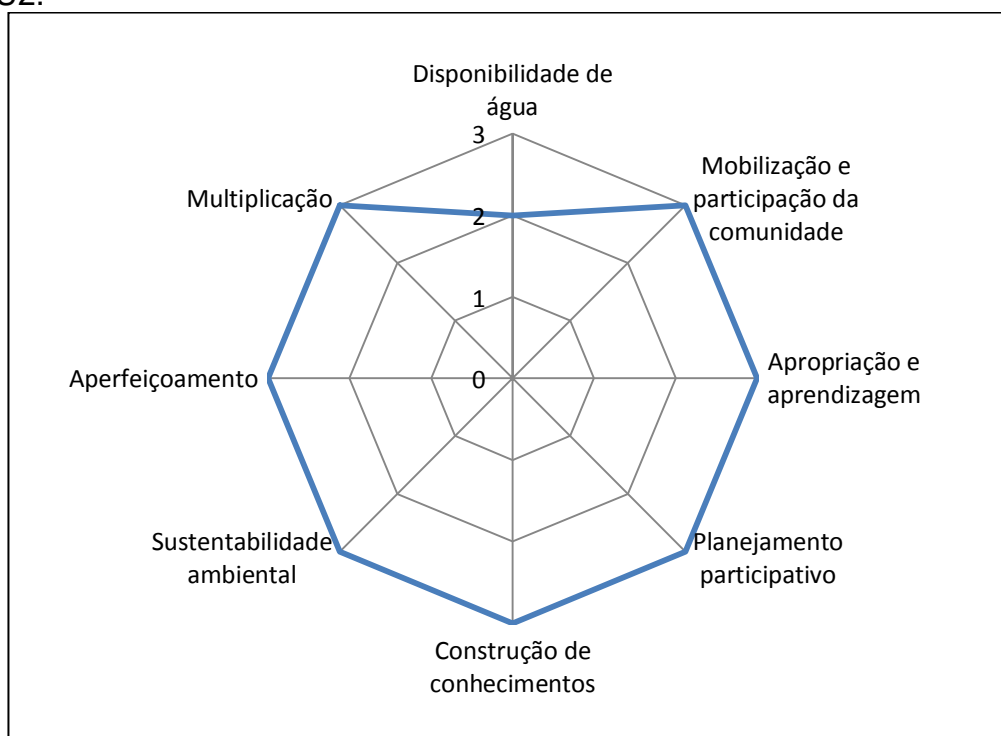 Disponibilidade de
água
3
Mobilização e
participação da
comunidade
Multiplicação
2
1
Apropriação e
aprendizagem
Aperfeiçoamento
0
Sustentabilidade
ambiental
Planejamento
participativo
Construção de
conhecimentos